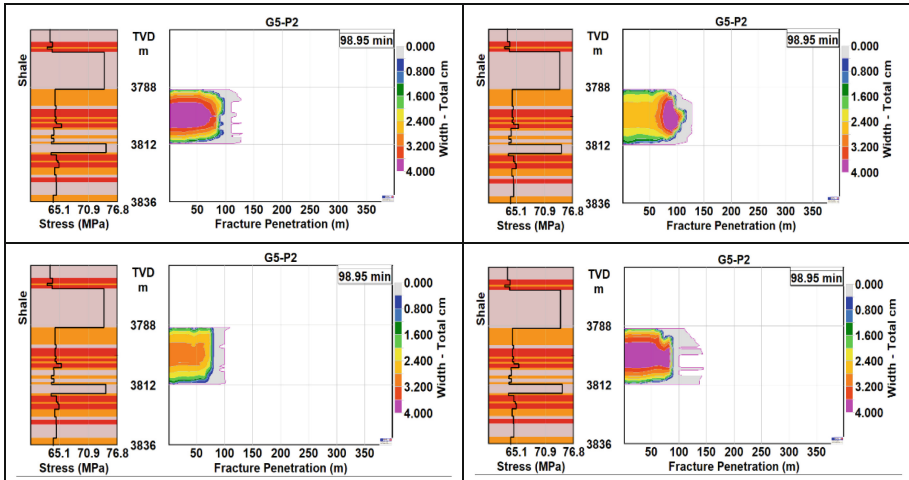 G5-P2
Shale
TVD
m
98.95 min
3788
3812
3836
65.1 70.9 76.8
Stress (MPa)
50 100 150 200 250 300 350
Fracture Penetration (m)
0.000
0.800
1.600
2.400
3.200
4.000
Width - Total cm
G5-P2
Shale
TVD
m
98.95 min
3788
3812
3836
65.1 70.9 76.8
Stress (MPa)
50 100 150 200 250 300 350
Fracture Penetration (m)
0.000
0.800
1.600
2.400
3.200
4.000
Width - Total cm
G5-P2
Shale
TVD
m
98.95 min
3788
3812
3836
65.1 70.9 76.8
Stress (MPa)
50 100 150 200 250 300 350
Fracture Penetration (m)
0.000
0.800
1.600
2.400
3.200
4.000
Width - Total cm
G5-P2
Shale
TVD
m
98.95 min
3788
3812
3836
65.1 70.9 76.8
Stress (MPa)
50 100 150 200 250 300 350
Fracture Penetration (m)
0.000
0.800
1.600
2.400
3.200
4.000
Width - Total cm